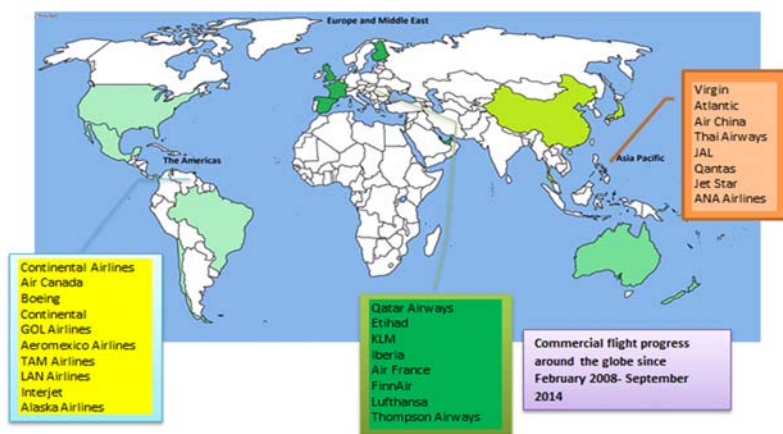 Europe and Middle East
The Americas
Asia Pacific
Virgin
Atlantic
Air China
Thai Airways
JAL
Qantas
Jet Star
ANA Airlines
Continental Airlines
Air Canada
Boeing
Continental
GOL Airlines
Aeromexico Airlines
TAM Airlines
LAN Airlines
Interjet
Alaska Airlines
Qatar Airways
Etihad
KLM
Iberia
Air France
FinnAir
Lufthansa
Thompson Airways
Commercial flight progress
around the globe since
February 2008- September
2014